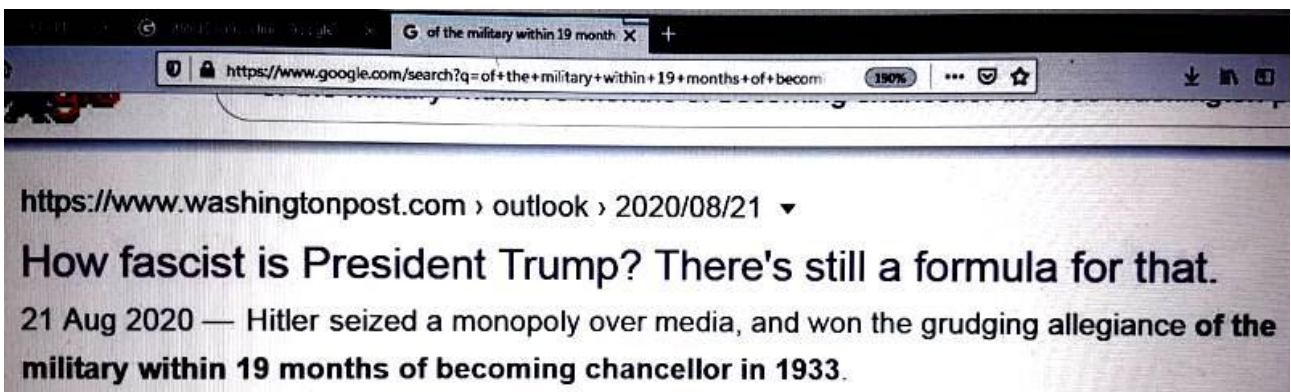 G of the military within 19 month X +
https://www.google.com/search?q=of+the+military+within+19+months+of+becom 190% ...
https://www.washingtonpost.com › outlook › 2020/08/21
How fascist is President Trump? There's still a formula for that.
21 Aug 2020 — Hitler seized a monopoly over media, and won the grudging allegiance of the
military within 19 months of becoming chancellor in 1933.